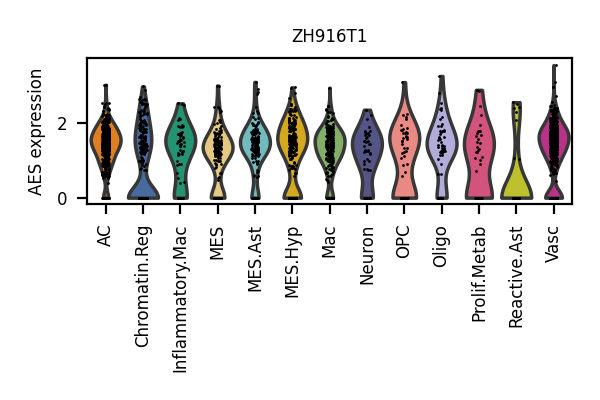 ZH916T1
AES expression
2
0
AC
Chromatin.Reg
Inflammatory.Mac
MES
MES.Ast
MES.Hyp
Mac
Neuron
OPC
Oligo
Prolif.Metab
Reactive.Ast
Vasc